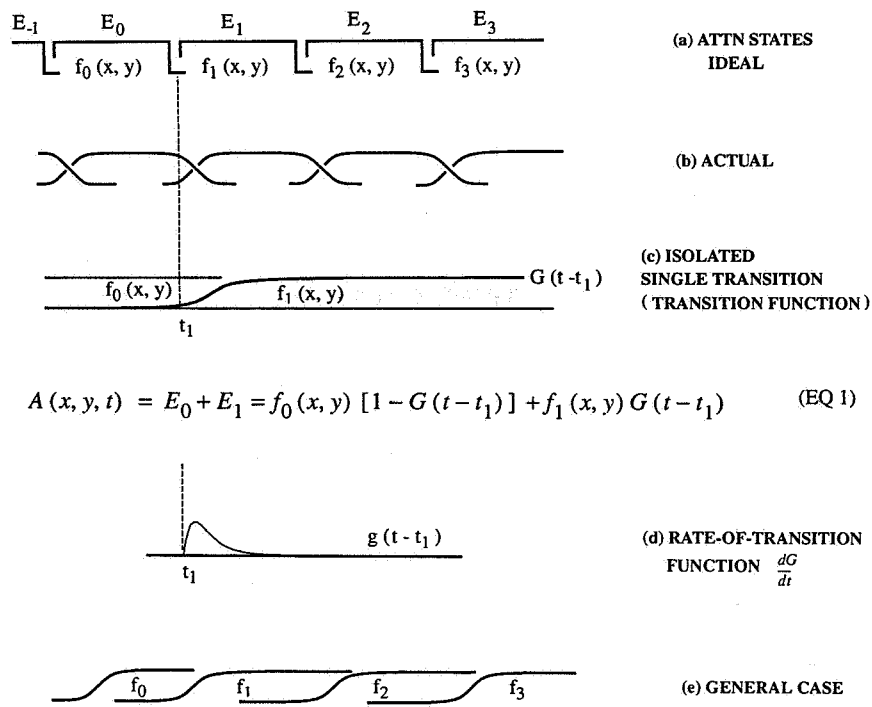 E-1 E0 E1 E2 E3
(a) ATTN STATES
IDEAL
f0 (x, y) f1 (x, y) f2 (x, y) f3 (x, y)
(b) ACTUAL
(c) ISOLATED
SINGLE TRANSITION
( TRANSITION FUNCTION )
G (t -t1)
f0 (x, y) f1 (x, y)
t1
A (x, y, t) = E0 + E1 = f0 (x, y) [1 − G (t − t1) ] + f1 (x, y) G (t − t1) (EQ 1)
g (t - t1)
t1
(d) RATE-OF-TRANSITION
FUNCTION dG/dt
f0 f1 f2 f3
(e) GENERAL CASE